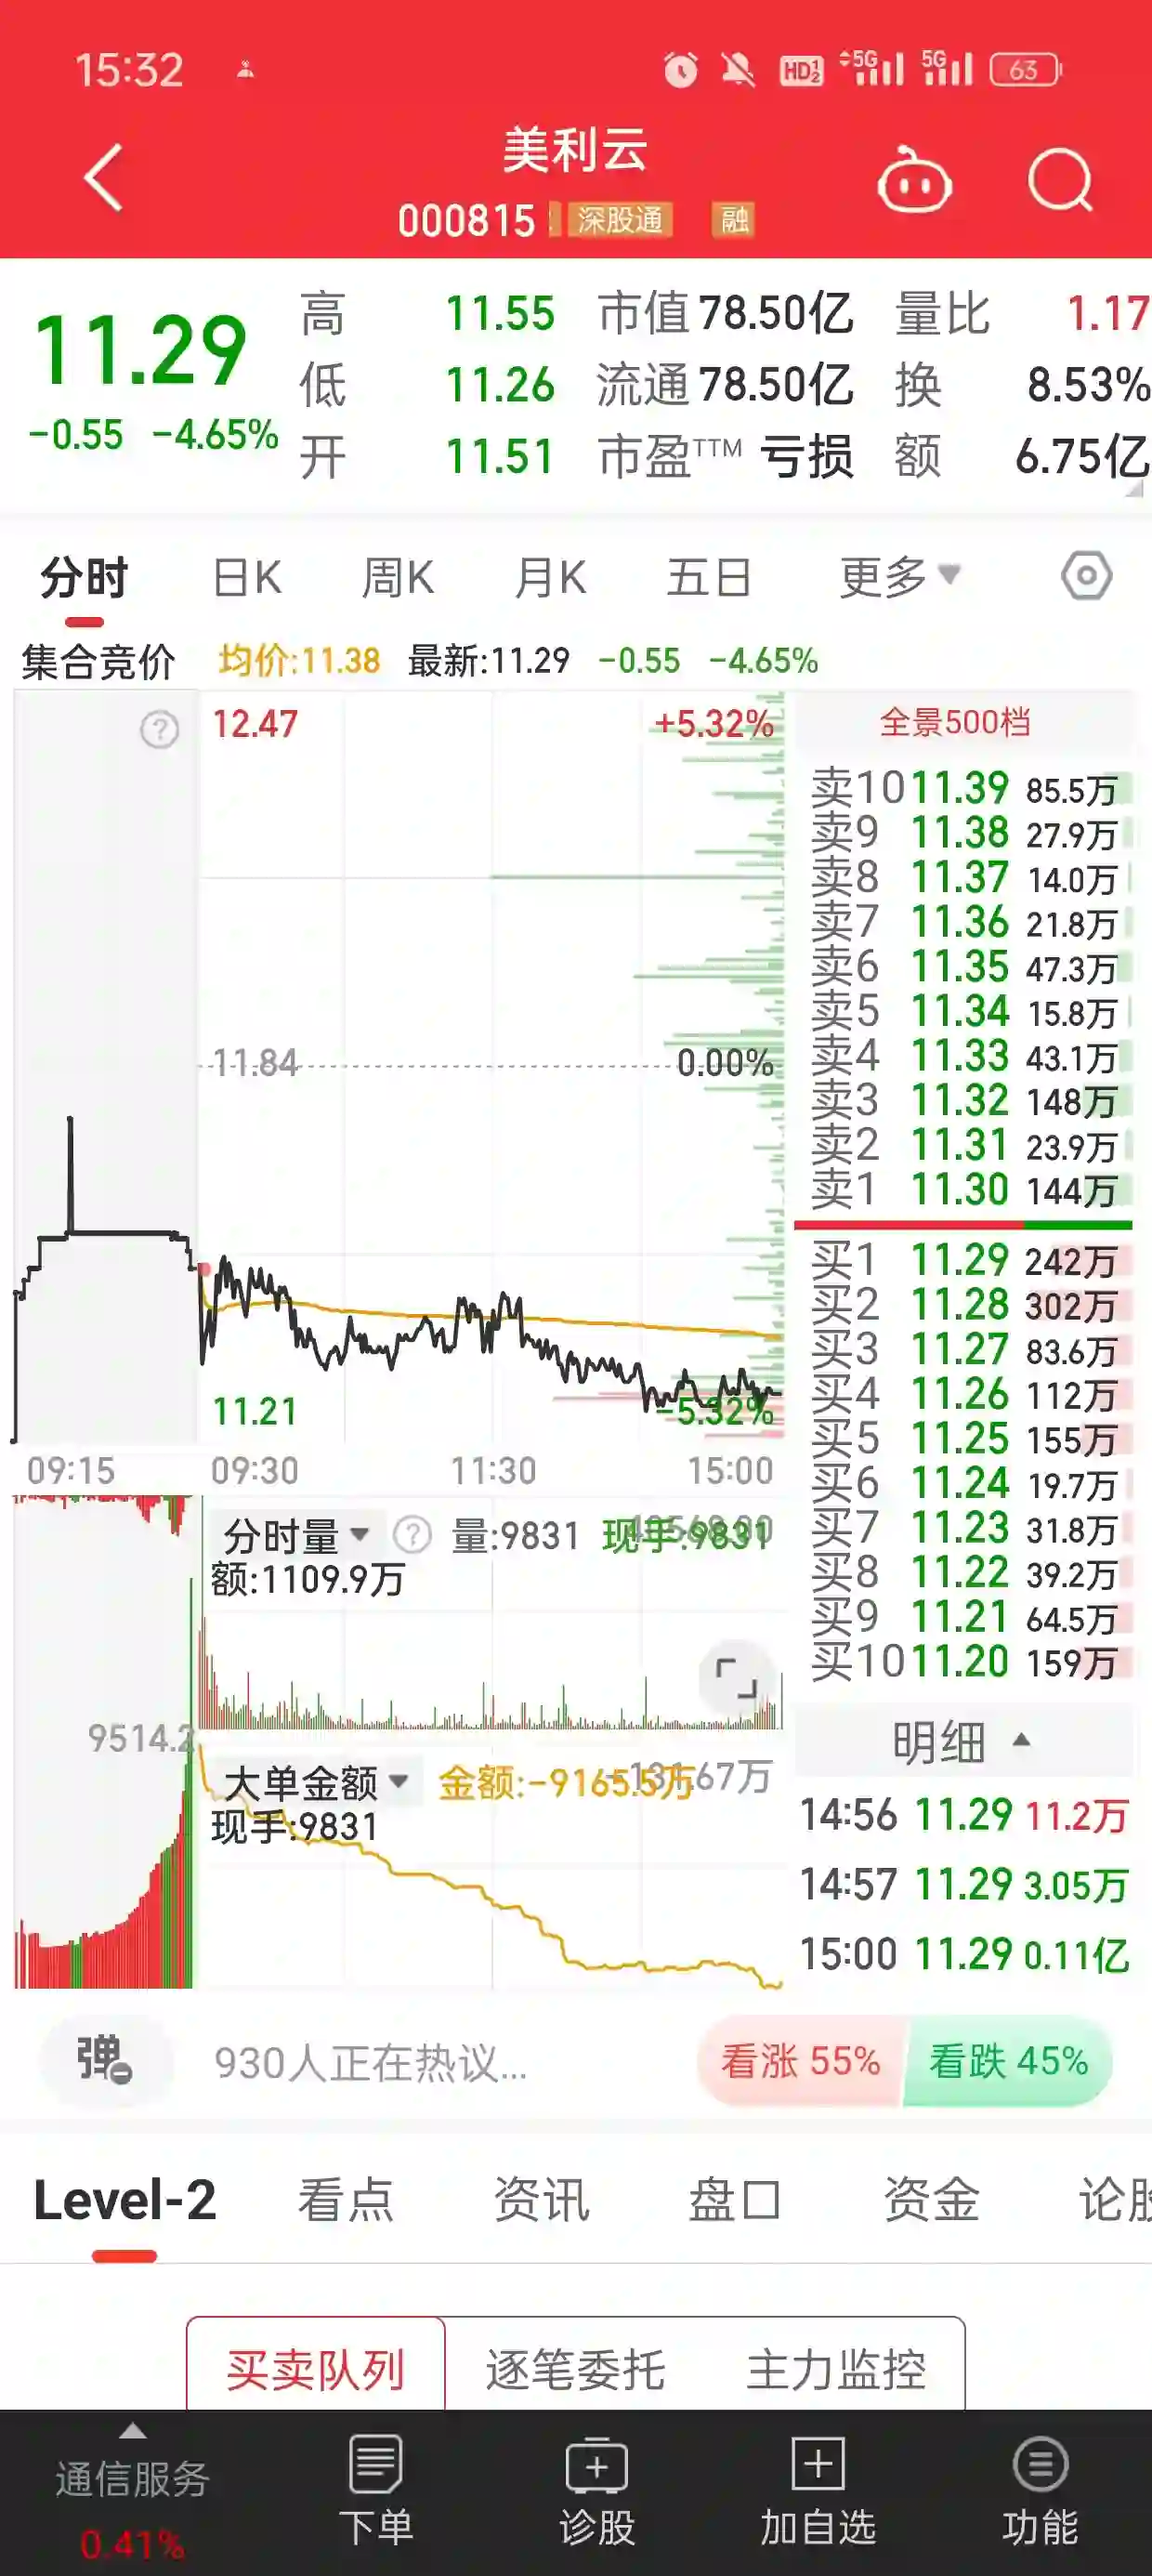 15:32 HD 5G 5G 63
美利云
000815 深股通 融
11.29
-0.55 -4.65%
高 11.55 市值 78.50亿 量比 1.17
低 11.26 流通 78.50亿 换 8.53%
开 11.51 市盈TTM 亏损 额 6.75亿
分时 日K 周K 月K 五日 更多
集合竞价 均价:11.38 最新:11.29 -0.55 -4.65%
? 12.47 +5.32%
11.84 0.00%
11.21 -5.32%
09:15 09:30 11:30 15:00
分时量 ? 量:9831 现手:9831
额:1109.9万
9514.2
大单金额 金额:-9165.5万
现手:9831
全景500档
卖10 11.39 85.5万
卖9 11.38 27.9万
卖8 11.37 14.0万
卖7 11.36 21.8万
卖6 11.35 47.3万
卖5 11.34 15.8万
卖4 11.33 43.1万
卖3 11.32 148万
卖2 11.31 23.9万
卖1 11.30 144万
买1 11.29 242万
买2 11.28 302万
买3 11.27 83.6万
买4 11.26 112万
买5 11.25 155万
买6 11.24 19.7万
买7 11.23 31.8万
买8 11.22 39.2万
买9 11.21 64.5万
买10 11.20 159万
明细
14:56 11.29 11.2万
14:57 11.29 3.05万
15:00 11.29 0.11亿
弹 930人正在热议... 看涨 55% 看跌 45%
Level-2 看点 资讯 盘口 资金 论股
买卖队列 逐笔委托 主力监控
通信服务 下单 诊股 加自选 功能
0.41%